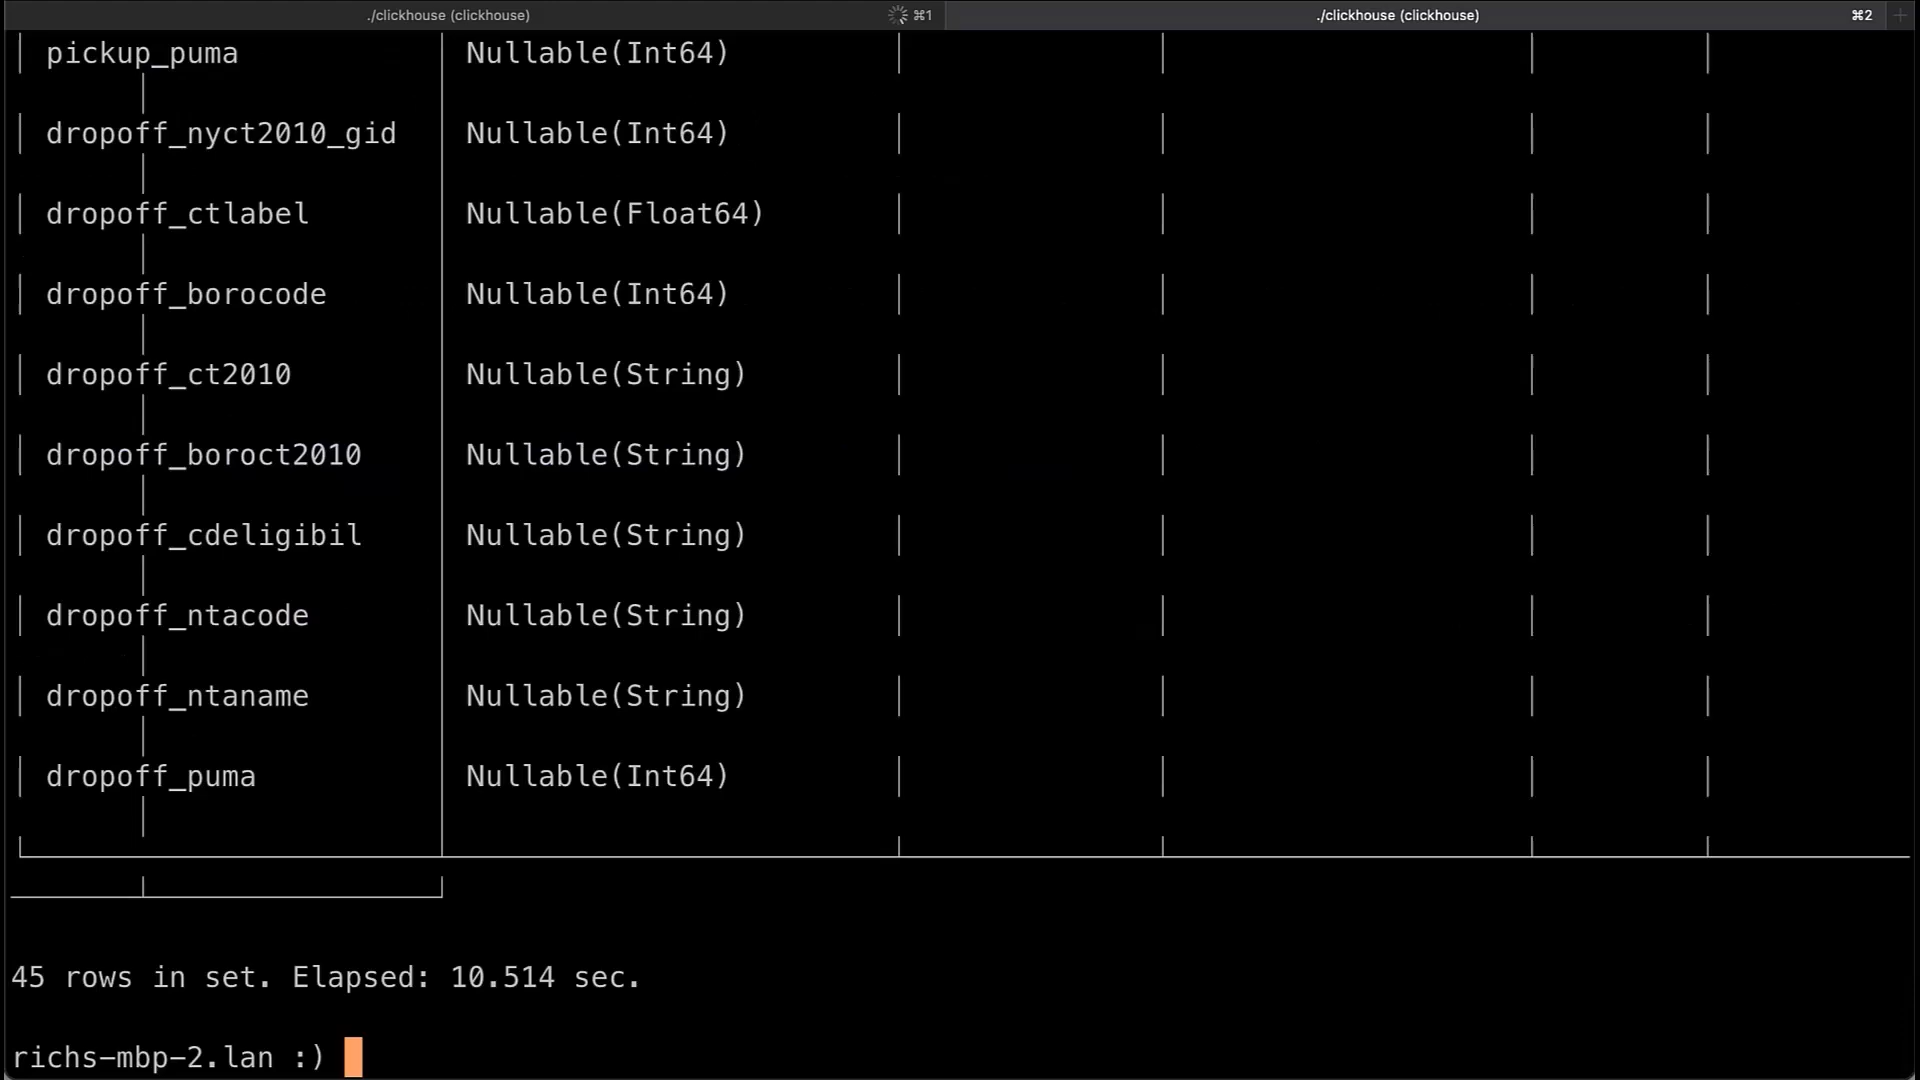 ./clickhouse (clickhouse) ⌘1 ./clickhouse (clickhouse) ⌘2 +
pickup_puma Nullable(Int64)
dropoff_nyct2010_gid Nullable(Int64)
dropoff_ctlabel Nullable(Float64)
dropoff_borocode Nullable(Int64)
dropoff_ct2010 Nullable(String)
dropoff_boroct2010 Nullable(String)
dropoff_cdeligibil Nullable(String)
dropoff_ntacode Nullable(String)
dropoff_ntaname Nullable(String)
dropoff_puma Nullable(Int64)
45 rows in set. Elapsed: 10.514 sec.
richs-mbp-2.lan :)